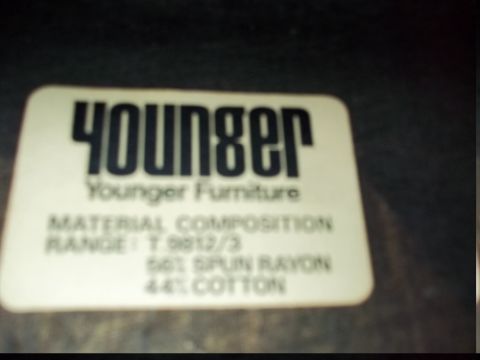 younger
Younger Furniture
MATERIAL COMPOSITION
RANGE: T.9812/3
56% SPUN RAYON
44% COTTON